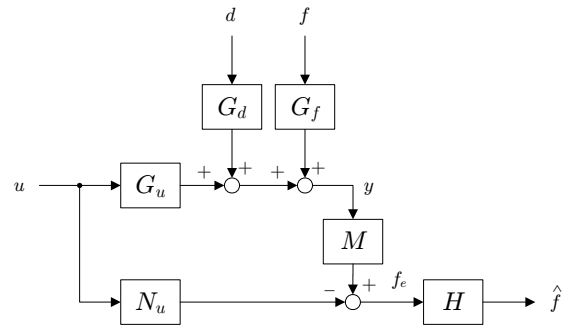 d f
G_d G_f
+ + + +
u G_u y
M
f_e +
N_u − H \hat{f}